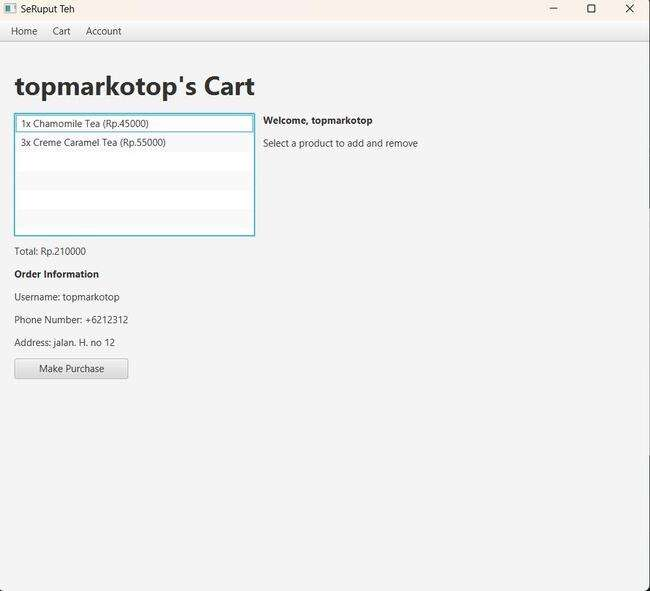 SeRuput Teh
Home Cart Account
topmarkotop's Cart
1x Chamomile Tea (Rp.45000)
3x Creme Caramel Tea (Rp.55000)
Welcome, topmarkotop
Select a product to add and remove
Total: Rp.210000
Order Information
Username: topmarkotop
Phone Number: +6212312
Address: jalan. H. no 12
Make Purchase